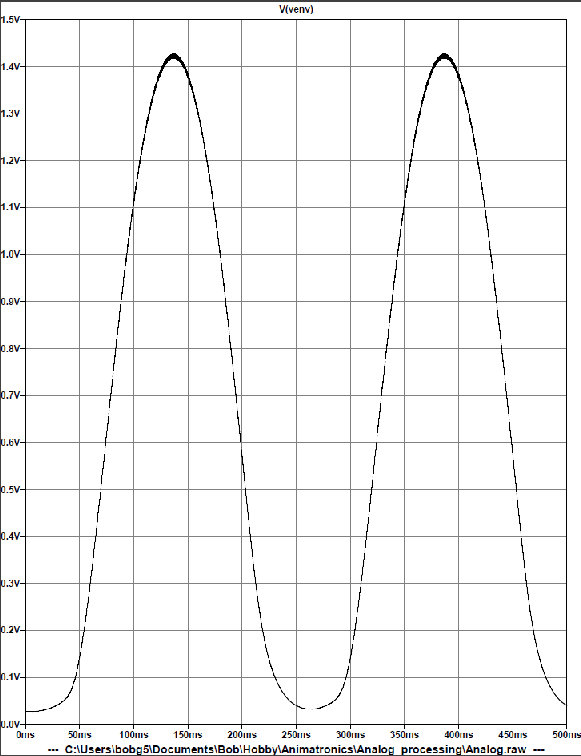 V(venv)
1.5V
1.4V
1.3V
1.2V
1.1V
1.0V
0.9V
0.8V
0.7V
0.6V
0.5V
0.4V
0.3V
0.2V
0.1V
0.0V
0ms 50ms 100ms 150ms 200ms 250ms 300ms 350ms 400ms 450ms 500ms
--- C:\Users\bobg5\Documents\Bob\Hobby\Animatronics\Analog_processing\Analog.raw ---